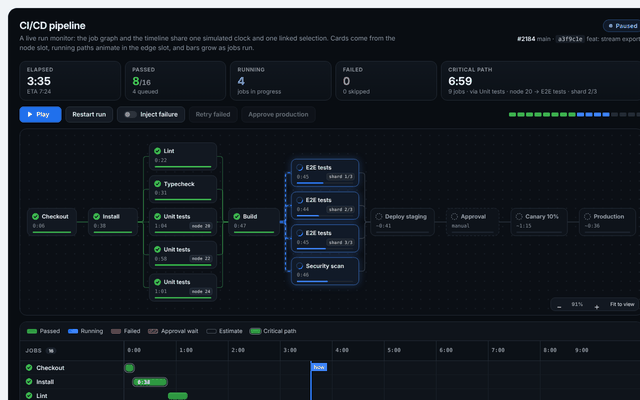 CI/CD pipeline
Paused
A live run monitor: the job graph and the timeline share one simulated clock and one linked selection. Cards come from the
node slot, running paths animate in the edge slot, and bars grow as jobs run.
#2184 main · a3f9c1e feat: stream export
ELAPSED
3:35
ETA 7:24
PASSED
8/16
4 queued
RUNNING
4
jobs in progress
FAILED
0
0 skipped
CRITICAL PATH
6:59
9 jobs · via Unit tests · node 20 → E2E tests · shard 2/3
Play
Restart run
Inject failure
Retry failed
Approve production
Lint
0:22
Typecheck
0:31
Checkout
0:06
Install
0:38
Unit tests
1:04
node 20
Unit tests
0:58
node 22
Unit tests
1:03
node 24
Build
0:47
E2E tests
0:45
shard 1/3
E2E tests
0:44
shard 2/3
E2E tests
0:45
shard 3/3
Security scan
0:46
Deploy staging
~0:41
Approval
manual
Canary 10%
~1:15
Production
~0:36
91%
Fit to view
Passed
Running
Failed
Approval wait
Estimate
Critical path
JOBS 16
0:00
1:00
2:00
3:00
4:00
5:00
6:00
7:00
8:00
9:00
Checkout
now
Install
0:38
Lint